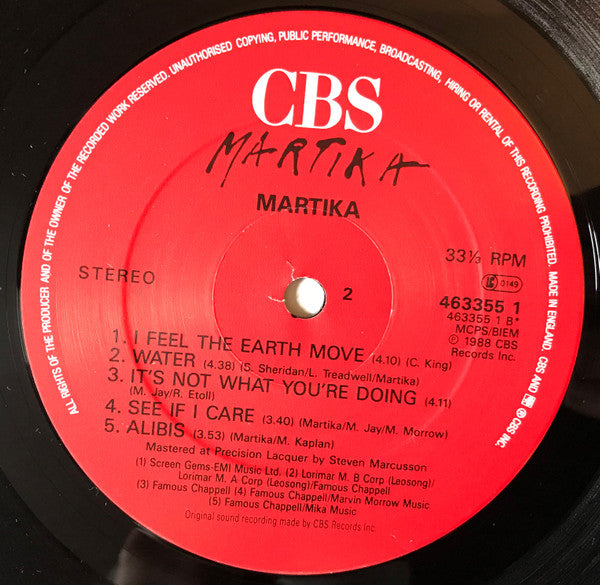 ALL RIGHTS OF THE PRODUCER AND OF THE OWNER OF THE RECORDED WORK RESERVED. UNAUTHORISED COPYING, PUBLIC PERFORMANCE, BROADCASTING, HIRING OR RENTAL OF THIS RECORDING PROHIBITED. MADE IN ENGLAND. CBS AND ® CBS INC.
CBS
MARTIKA
MARTIKA
STEREO
33⅓ RPM
0149
2
463355 1
463355 1 B*
MCPS/BIEM
℗ 1988 CBS
Records Inc.
1. I FEEL THE EARTH MOVE (4.10) (C. King)
2. WATER (4.38) (S. Sheridan/L. Treadwell/Martika)
3. IT'S NOT WHAT YOU'RE DOING (4.11)
(M. Jay/R. Etoll)
4. SEE IF I CARE (3.40) (Martika/M. Jay/M. Morrow)
5. ALIBIS (3.53) (Martika/M. Kaplan)
Mastered at Precision Lacquer by Steven Marcusson
(1) Screen Gems-EMI Music Ltd. (2) Lorimar M. B Corp (Leosong)/
Lorimar M. A Corp (Leosong)/Famous Chappell
(3) Famous Chappell (4) Famous Chappell/Marvin Morrow Music
(5) Famous Chappell/Mika Music
Original sound recording made by CBS Records Inc.